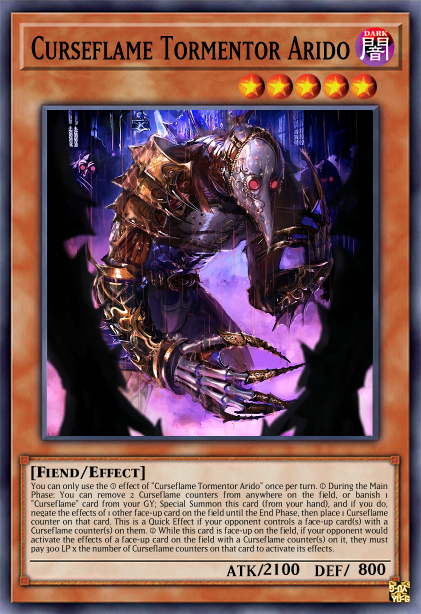 Curseflame Tormentor Arido
DARK
闇
[Fiend/Effect]
You can only use the ① effect of "Curseflame Tormentor Arido" once per turn. ① During the Main
Phase: You can remove 2 Curseflame counters from anywhere on the field, or banish 1
"Curseflame" card from your GY; Special Summon this card (from your hand), and if you do,
negate the effects of 1 other face-up card on the field until the End Phase, then place 1 Curseflame
counter on that card. This is a Quick Effect if your opponent controls a face-up card(s) with a
Curseflame counter(s) on them. ② While this card is face-up on the field, if your opponent would
activate the effects of a face-up card on the field with a Curseflame counter(s) on it, they must
pay 300 LP x the number of Curseflame counters on that card to activate its effects.
ATK/2100 DEF/ 800